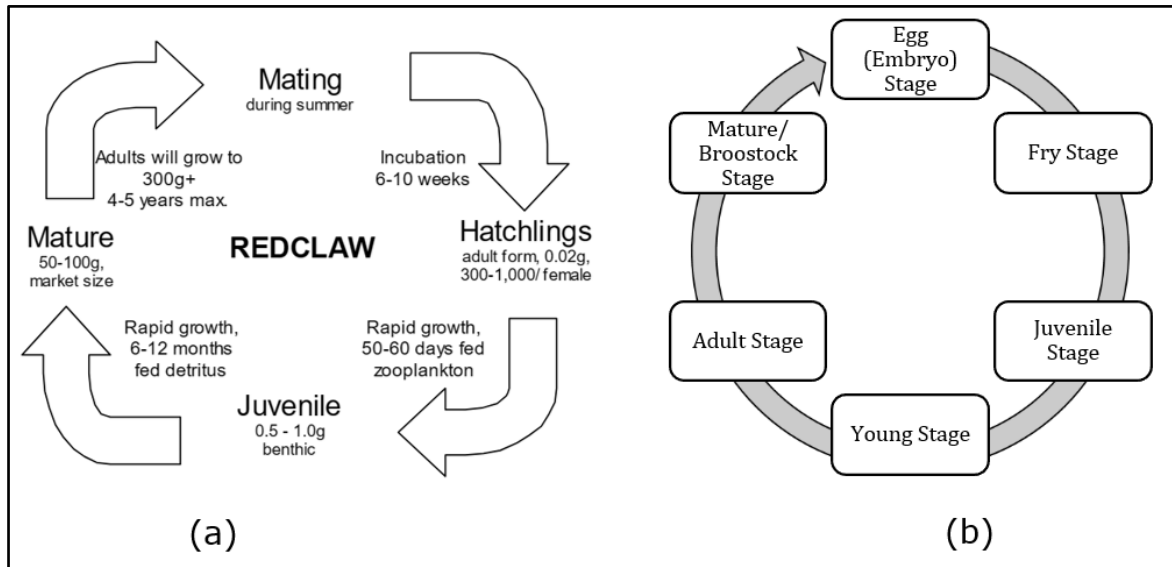 Mating
during summer
Adults will grow to
300g+
4-5 years max.
Incubation
6-10 weeks
Mature
50-100g,
market size
REDCLAW
Hatchlings
adult form, 0.02g,
300-1,000/ female
Rapid growth,
6-12 months
fed detritus
Rapid growth,
50-60 days fed
zooplankton
Juvenile
0.5 - 1.0g
benthic
(a)
Egg
(Embryo)
Stage
Mature/
Broostock
Stage
Fry Stage
Adult Stage
Juvenile
Stage
Young Stage
(b)